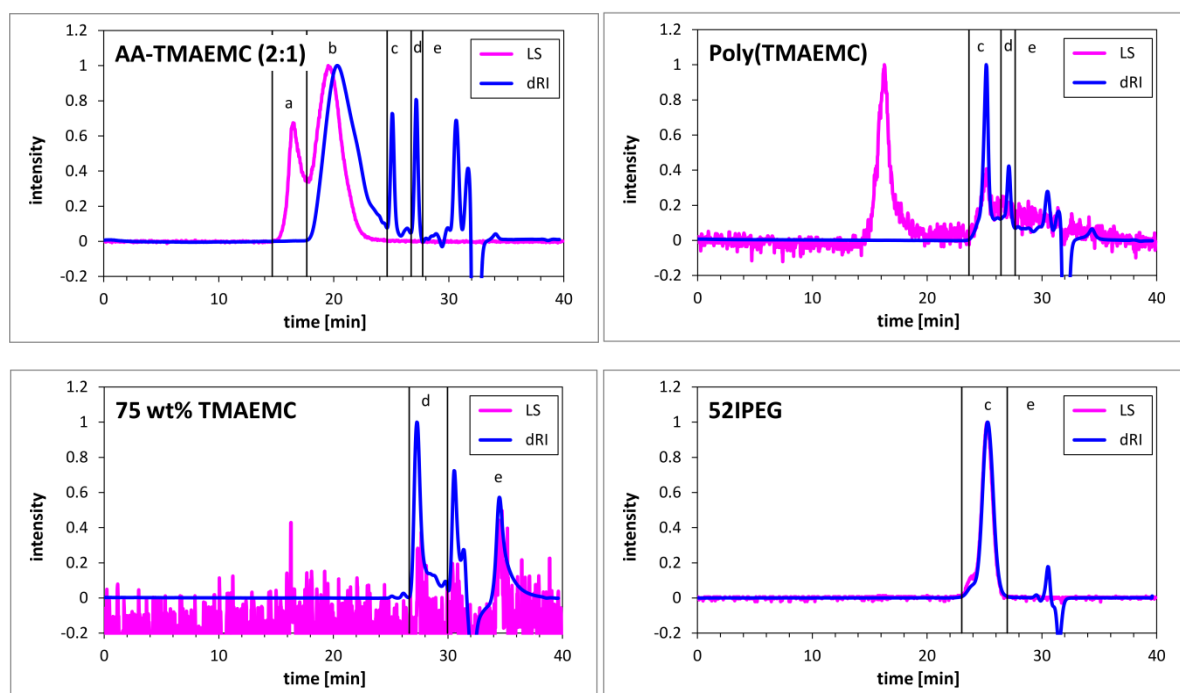 AA-TMAEMC (2:1)
LS
dRI
a
b
c
d
e
intensity
1.2
1
0.8
0.6
0.4
0.2
0
-0.2
0
10
20
30
40
time [min]
Poly(TMAEMC)
LS
dRI
c
d
e
intensity
1.2
1
0.8
0.6
0.4
0.2
0
-0.2
0
10
20
30
40
time [min]
75 wt% TMAEMC
LS
dRI
d
e
intensity
1.2
1
0.8
0.6
0.4
0.2
0
-0.2
0
10
20
30
40
time [min]
52IPEG
LS
dRI
c
e
intensity
1.2
1
0.8
0.6
0.4
0.2
0
-0.2
0
10
20
30
40
time [min]